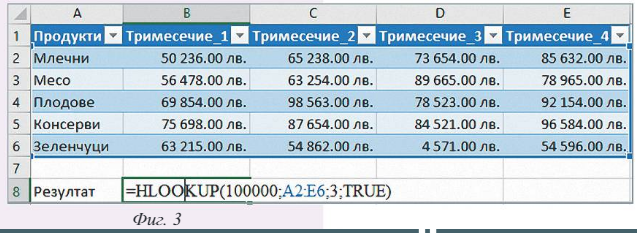 A B C D E
1 Продукти Тримесечие_1 Тримесечие_2 Тримесечие_3 Тримесечие_4
2 Млечни 50 236.00 лв. 65 238.00 лв. 73 654.00 лв. 85 632.00 лв.
3 Месо 56 478.00 лв. 63 254.00 лв. 89 665.00 лв. 78 965.00 лв.
4 Плодове 69 854.00 лв. 98 563.00 лв. 78 523.00 лв. 92 154.00 лв.
5 Консерви 75 698.00 лв. 87 654.00 лв. 84 521.00 лв. 96 584.00 лв.
6 Зеленчуци 63 215.00 лв. 54 862.00 лв. 4 571.00 лв. 54 596.00 лв.
7
8 Резултат =HLOOKUP(100000;A2:E6;3;TRUE)
Фиг. 3